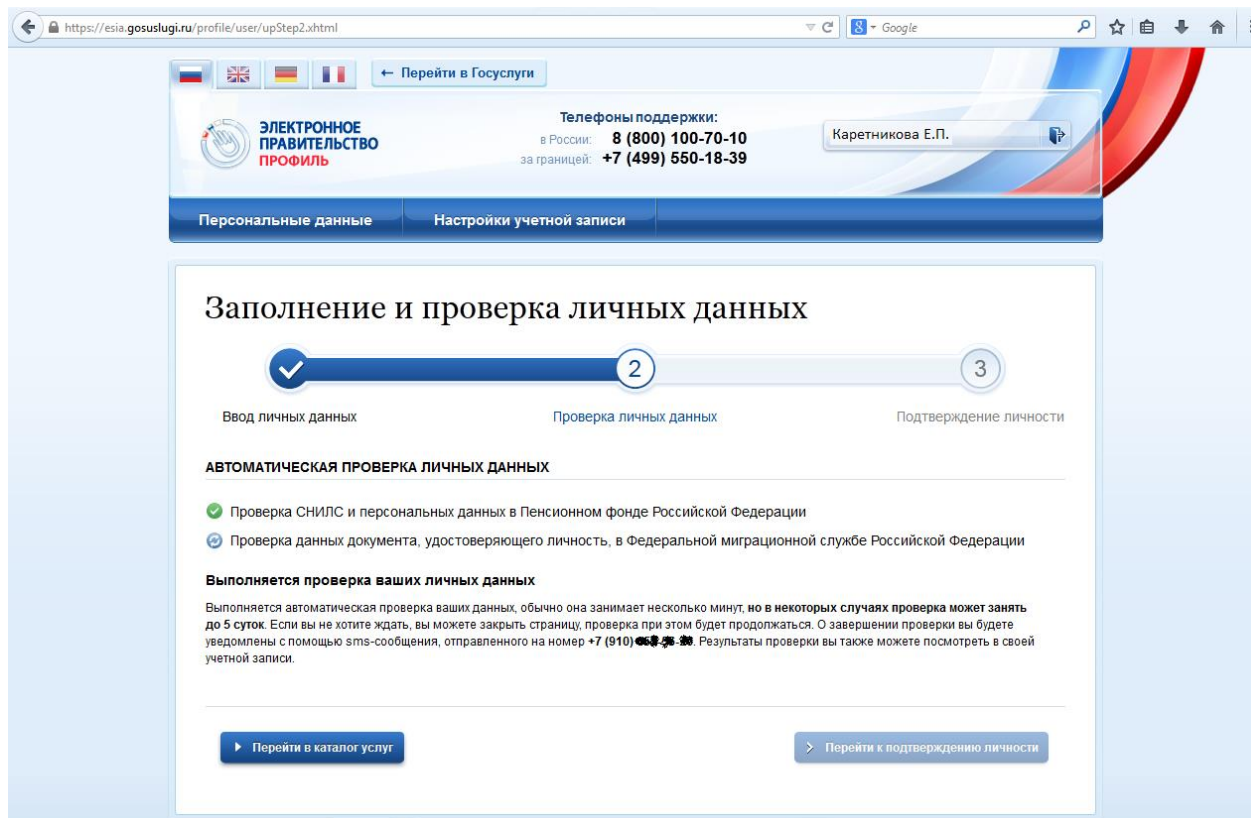 https://esia.gosuslugi.ru/profile/user/upStep2.xhtml
8 Google
← Перейти в Госуслуги
ЭЛЕКТРОННОЕ
ПРАВИТЕЛЬСТВО
ПРОФИЛЬ
Телефоны поддержки:
в России: 8 (800) 100-70-10
за границей: +7 (499) 550-18-39
Каретникова Е.П.
Персональные данные Настройки учетной записи
Заполнение и проверка личных данных
2 3
Ввод личных данных Проверка личных данных Подтверждение личности
АВТОМАТИЧЕСКАЯ ПРОВЕРКА ЛИЧНЫХ ДАННЫХ
Проверка СНИЛС и персональных данных в Пенсионном фонде Российской Федерации
Проверка данных документа, удостоверяющего личность, в Федеральной миграционной службе Российской Федерации
Выполняется проверка ваших личных данных
Выполняется автоматическая проверка ваших данных, обычно она занимает несколько минут, но в некоторых случаях проверка может занять
до 5 суток. Если вы не хотите ждать, вы можете закрыть страницу, проверка при этом будет продолжаться. О завершении проверки вы будете
уведомлены с помощью sms-сообщения, отправленного на номер +7 (910) . Результаты проверки вы также можете посмотреть в своей
учетной записи.
Перейти в каталог услуг Перейти к подтверждению личности